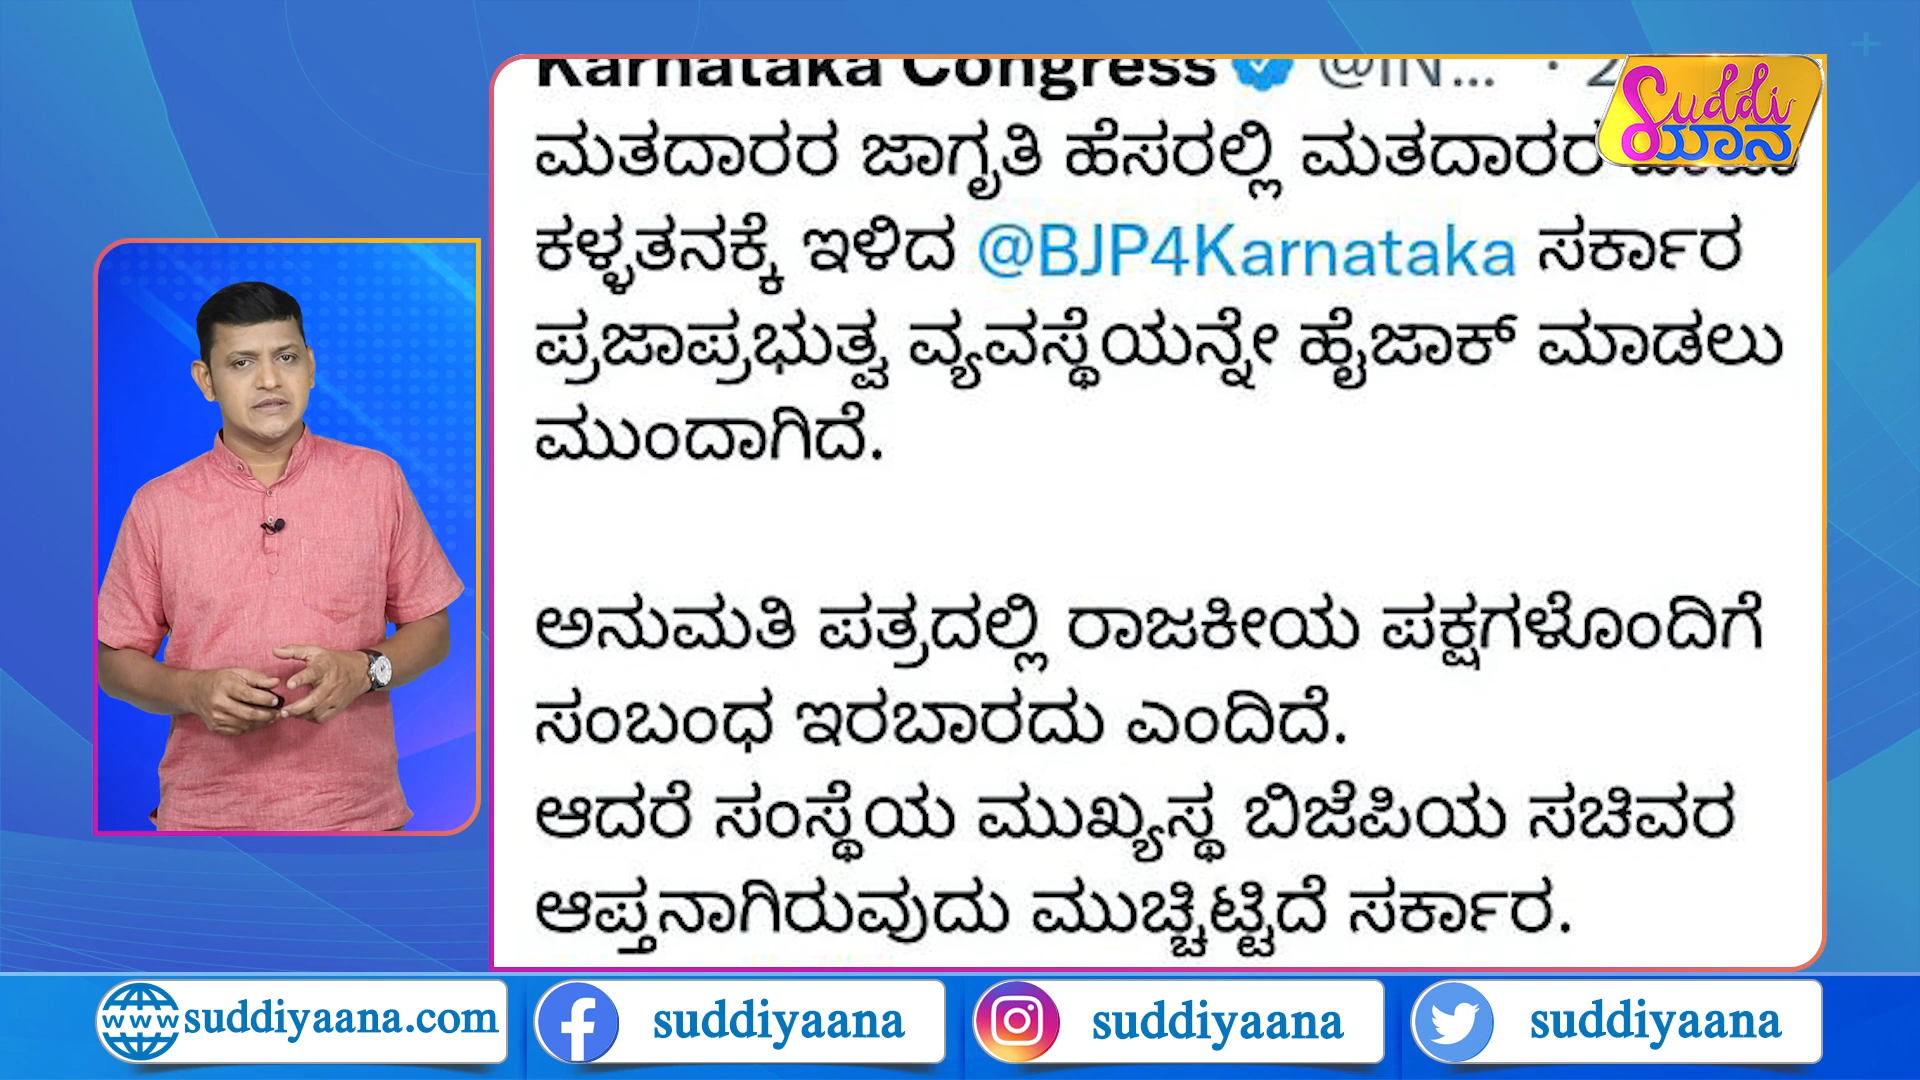 Karnataka Congress @IN... · 2
Suddi
ಯಾನ
ಮತದಾರರ ಜಾಗೃತಿ ಹೆಸರಲ್ಲಿ ಮತದಾರರ
ಕಳ್ಳತನಕ್ಕೆ ಇಳಿದ @BJP4Karnataka ಸರ್ಕಾರ
ಪ್ರಜಾಪ್ರಭುತ್ವ ವ್ಯವಸ್ಥೆಯನ್ನೇ ಹೈಜಾಕ್ ಮಾಡಲು
ಮುಂದಾಗಿದೆ.
ಅನುಮತಿ ಪತ್ರದಲ್ಲಿ ರಾಜಕೀಯ ಪಕ್ಷಗಳೊಂದಿಗೆ
ಸಂಬಂಧ ಇರಬಾರದು ಎಂದಿದೆ.
ಆದರೆ ಸಂಸ್ಥೆಯ ಮುಖ್ಯಸ್ಥ ಬಿಜೆಪಿಯ ಸಚಿವರ
ಆಪ್ತನಾಗಿರುವುದು ಮುಚ್ಚಿಟ್ಟಿದೆ ಸರ್ಕಾರ.
www.suddiyaana.com
suddiyaana
suddiyaana
suddiyaana